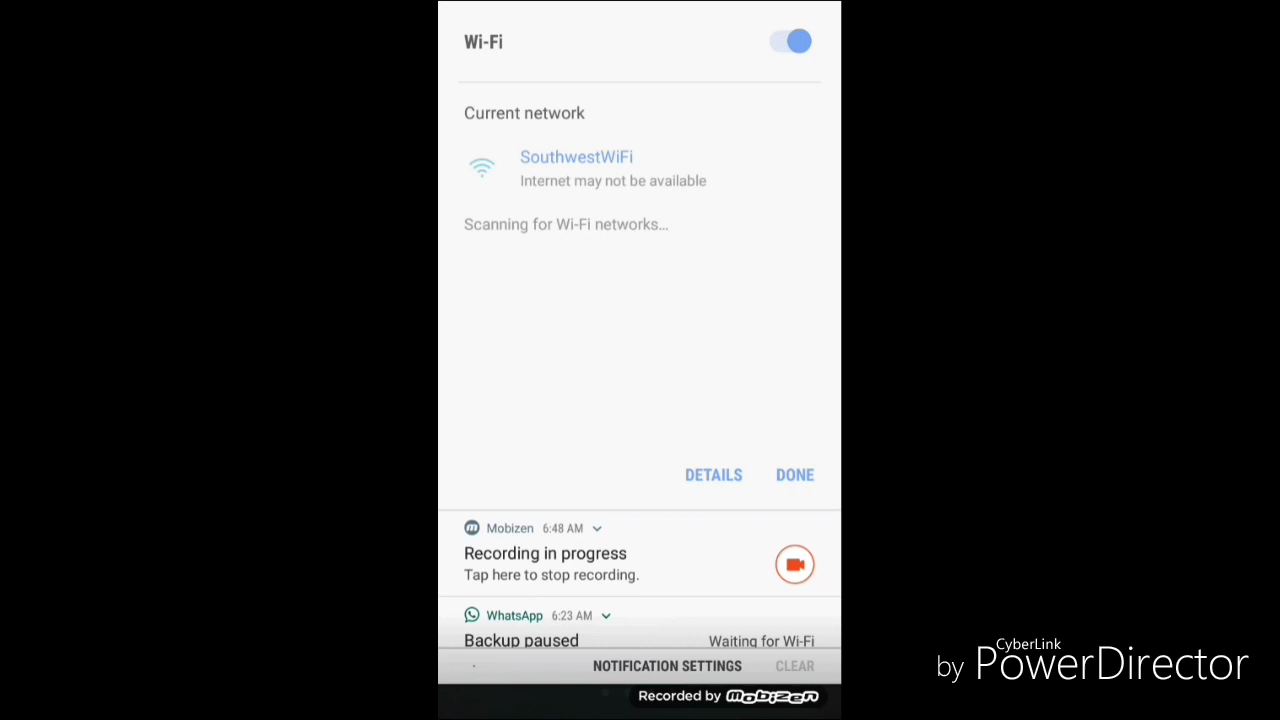 Wi-Fi
Current network
SouthwestWiFi
Internet may not be available
Scanning for Wi-Fi networks...
DETAILS DONE
Mobizen 6:48 AM
Recording in progress
Tap here to stop recording.
WhatsApp 6:23 AM
Backup paused Waiting for Wi-Fi
NOTIFICATION SETTINGS CLEAR
Recorded by mobizen
CyberLink
by PowerDirector